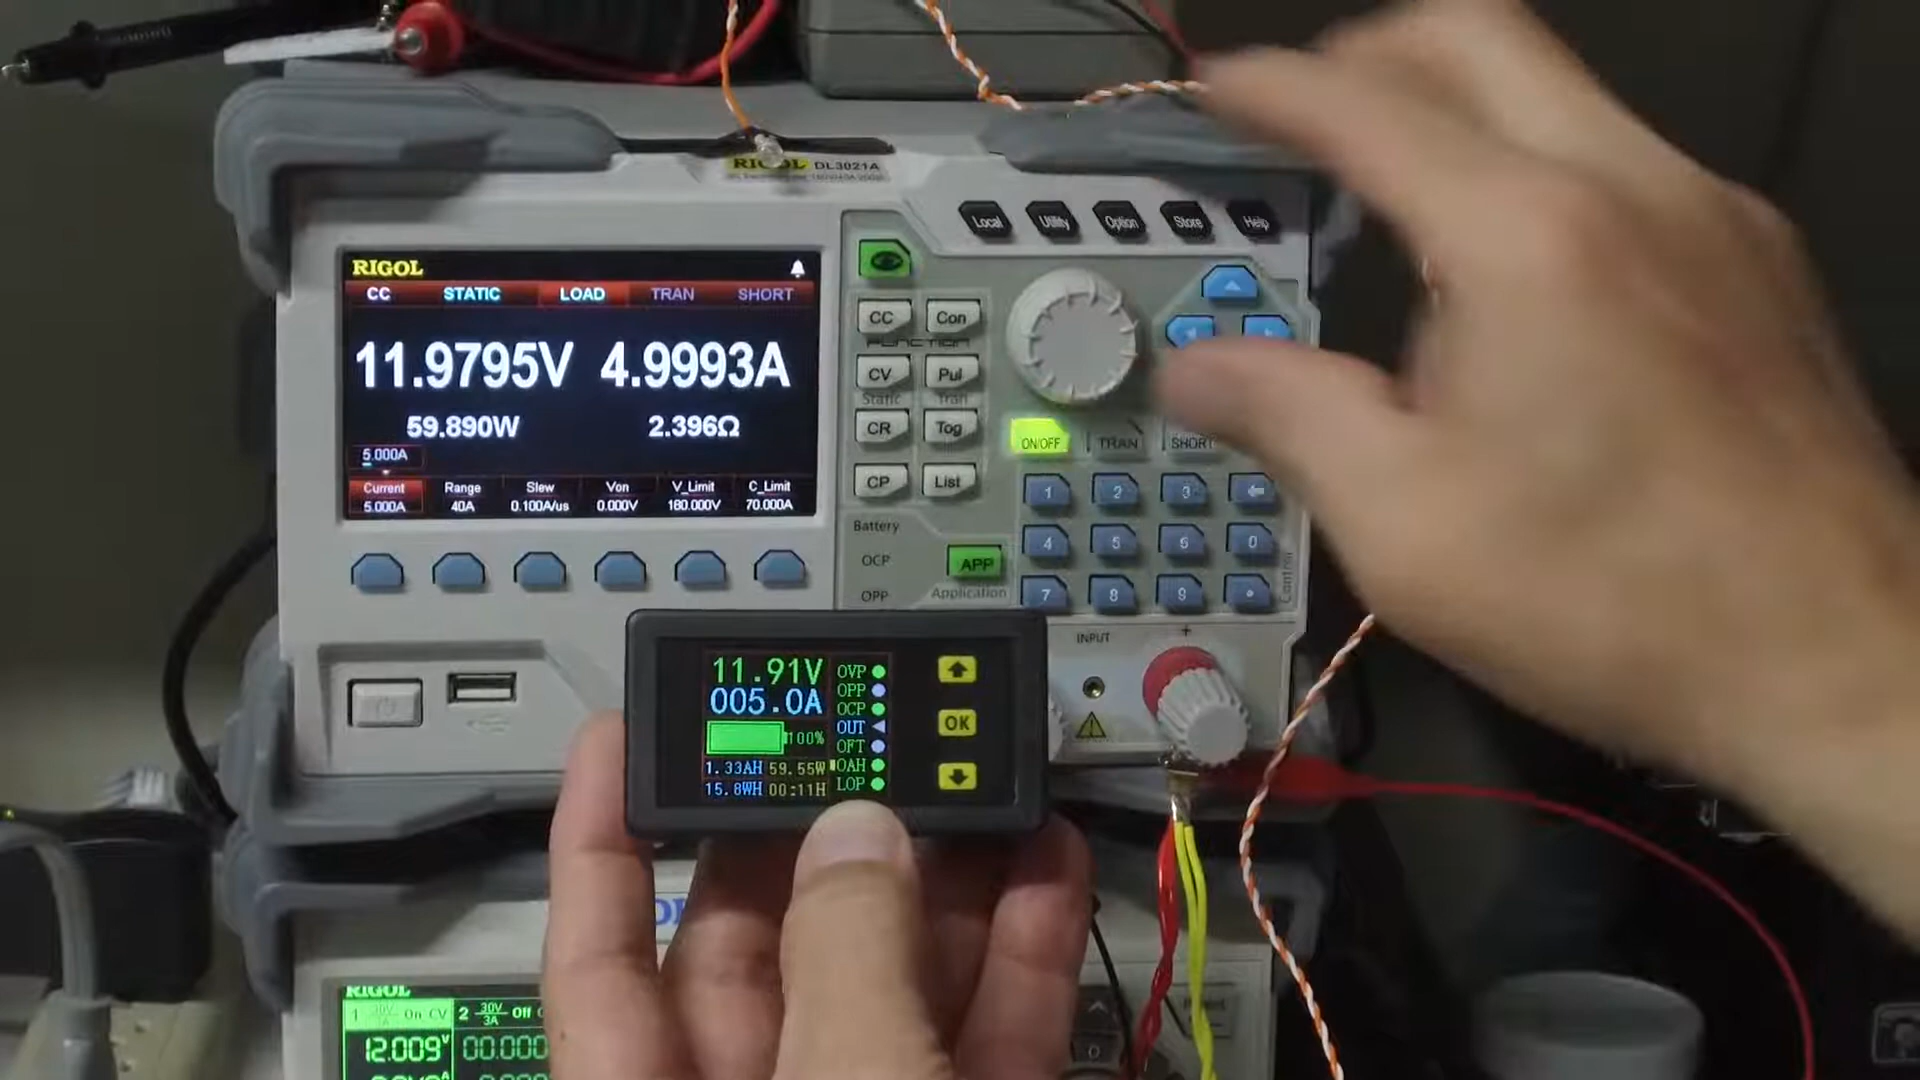 RIGOL DL3021A
Local Utility Option Store Help
RIGOL
CC STATIC LOAD TRAN SHORT
11.9795V 4.9993A
59.890W 2.396Ω
5.000A
Current Range Slew Von V_Limit C_Limit
5.000A 40A 0.100A/us 0.000V 180.000V 70.000A
CC Con
FUNCTION
CV Pul
Static Tran
CR Tog
CP List
ON/OFF TRAN SHORT
1 2 3
4 5 6 0
7 8 9
Battery
OCP APP
OPP Application
Control
INPUT +
11.91V
005.0A
100%
1.33AH 59.55W
15.8WH 00:11H
OVP
OPP
OCP
OUT
OFT
OAH
LOP
OK
RIGOL
1 30V On CV 2 30V 3A Off
12.009V 00.000